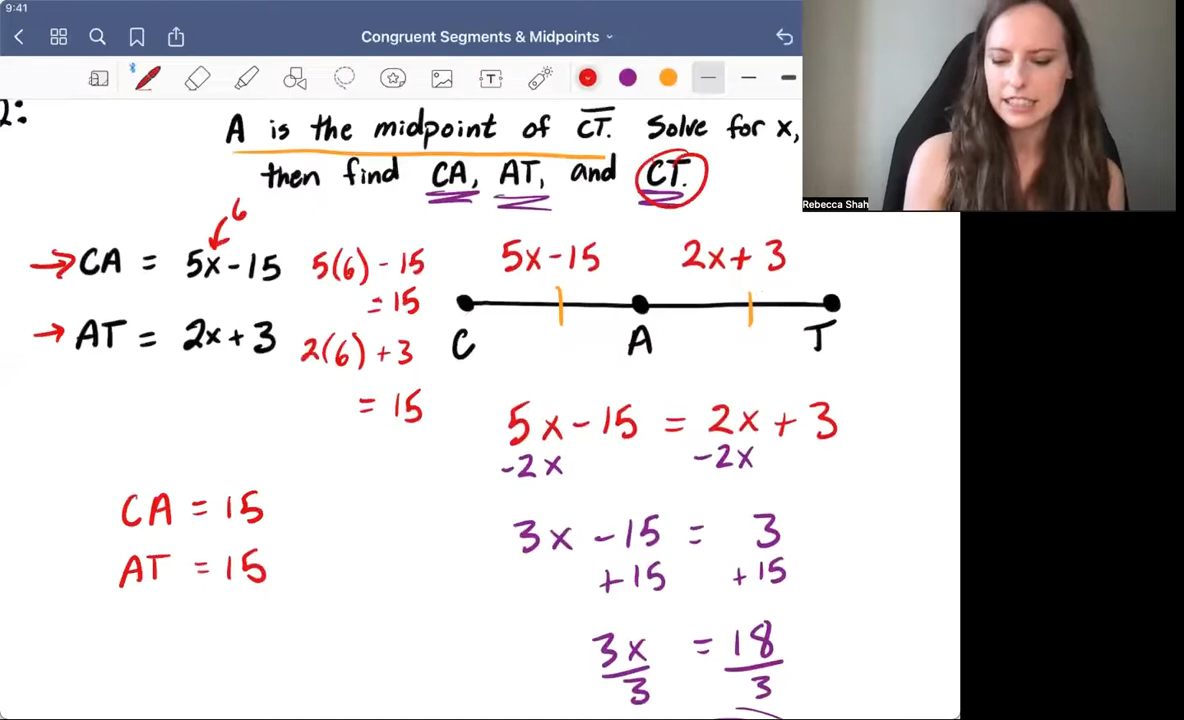 9:41
Congruent Segments & Midpoints
2:
A is the midpoint of CT. Solve for x,
then find CA, AT, and CT.
Rebecca Shah
6
→ CA = 5x-15
5(6) - 15
= 15
→ AT = 2x+3
2(6) + 3
= 15
5x-15 2x+3
C A T
5x-15 = 2x+3
-2x -2x
3x -15 = 3
+15 +15
3x = 18
3 3
CA = 15
AT = 15